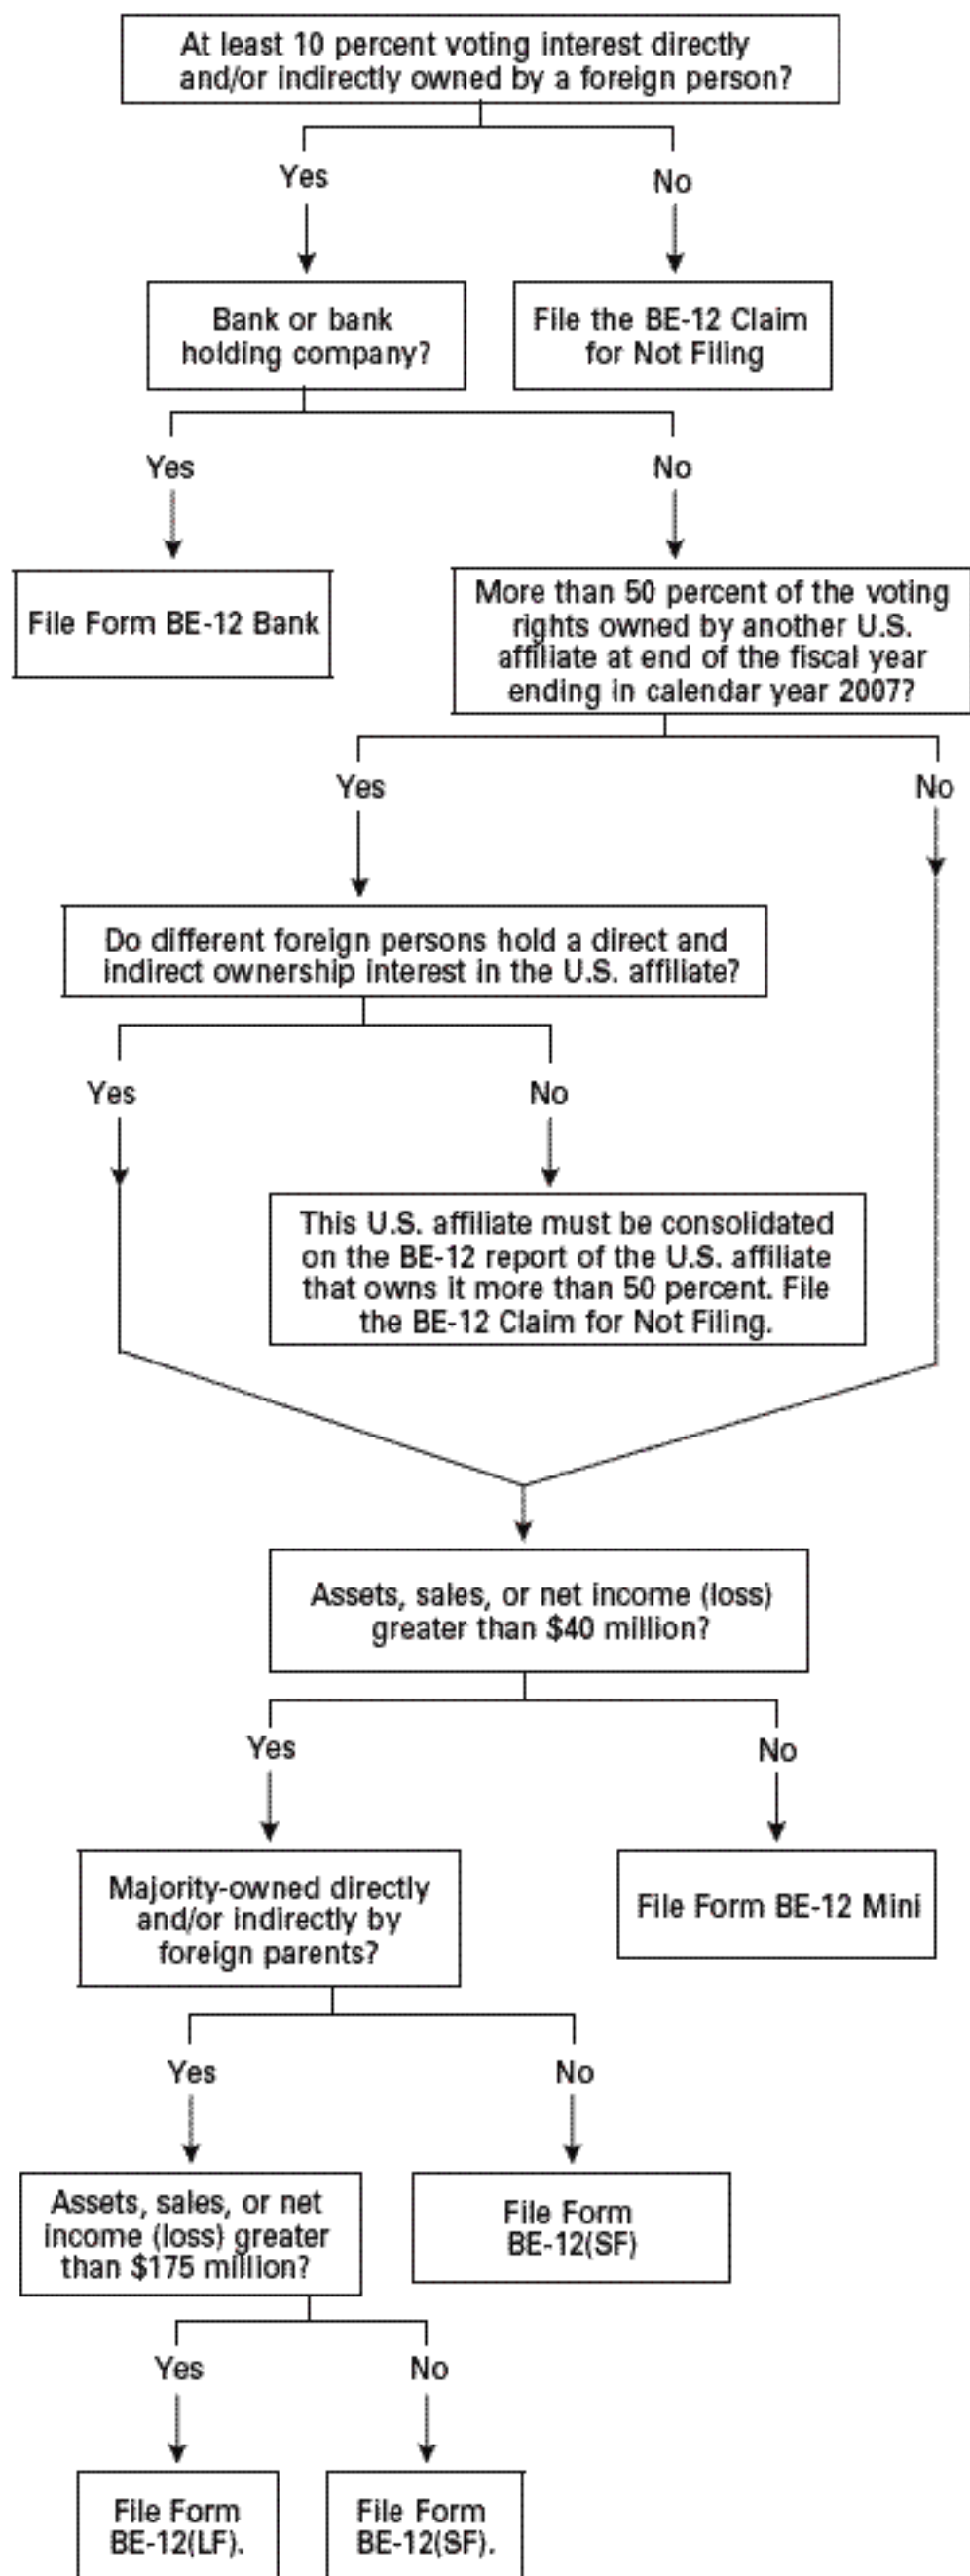 At least 10 percent voting interest directly
and/or indirectly owned by a foreign person?
Yes
No
Bank or bank
holding company?
File the BE-12 Claim
for Not Filing
Yes
No
File Form BE-12 Bank
More than 50 percent of the voting
rights owned by another U.S.
affiliate at end of the fiscal year
ending in calendar year 2007?
Yes
No
Do different foreign persons hold a direct and
indirect ownership interest in the U.S. affiliate?
Yes
No
This U.S. affiliate must be consolidated
on the BE-12 report of the U.S. affiliate
that owns it more than 50 percent. File
the BE-12 Claim for Not Filing.
Assets, sales, or net income (loss)
greater than $40 million?
Yes
No
Majority-owned directly
and/or indirectly by
foreign parents?
File Form BE-12 Mini
Yes
No
Assets, sales, or net
income (loss) greater
than $175 million?
File Form
BE-12(SF)
Yes
No
File Form
BE-12(LF).
File Form
BE-12(SF).